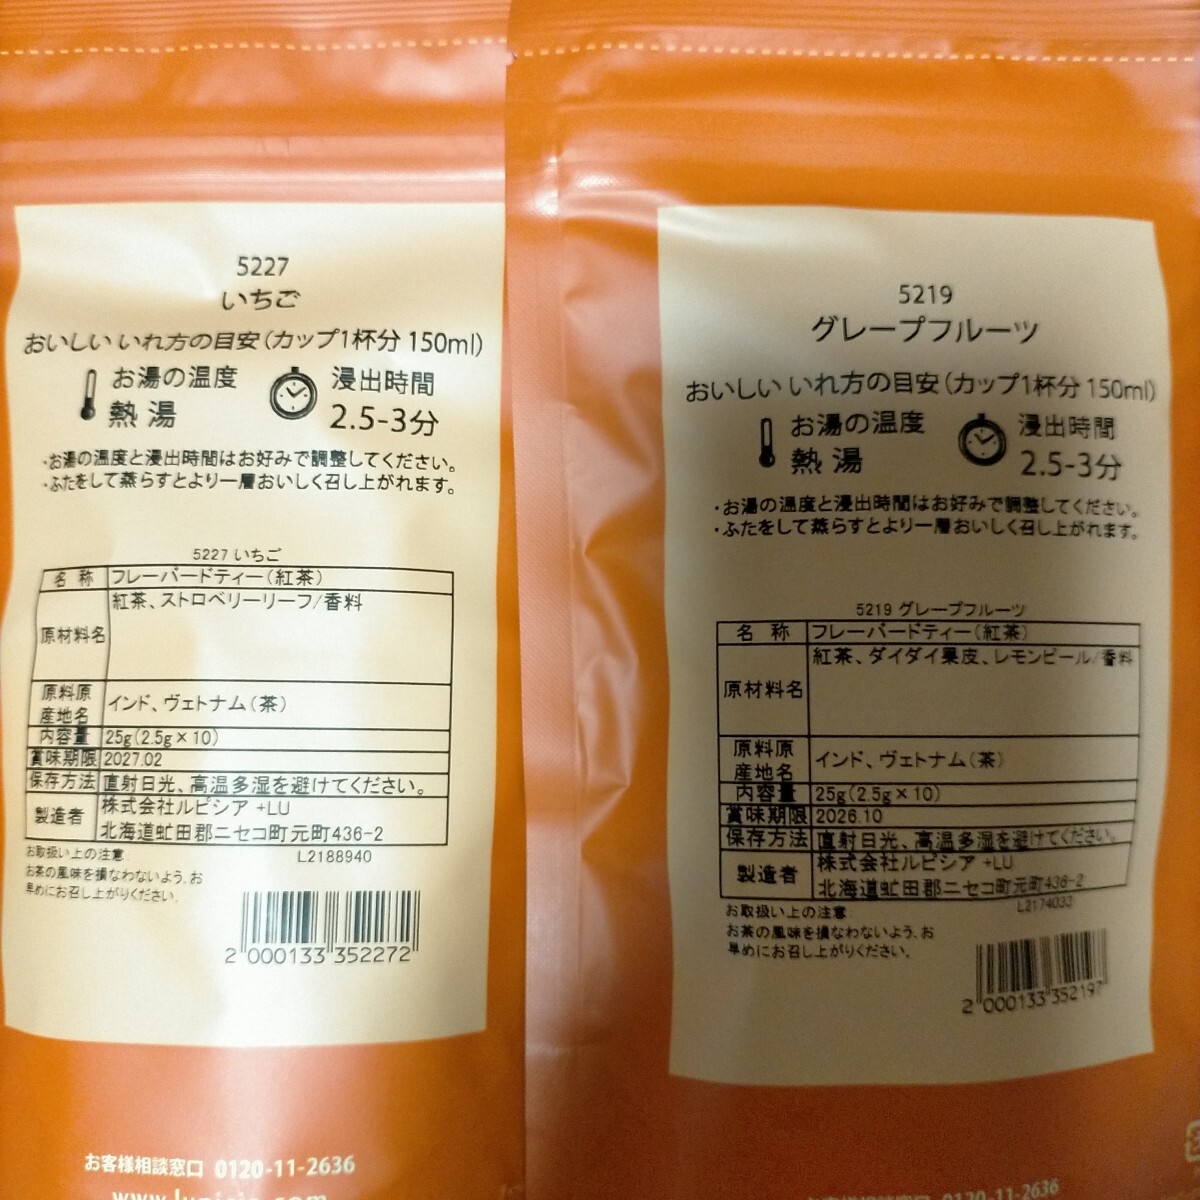 5227
いちご
おいしい いれ方の目安(カップ1杯分 150ml)
お湯の温度
熱湯
浸出時間
2.5-3分
・お湯の温度と浸出時間はお好みで調整してください。
・ふたをして蒸らすとより一層おいしく召し上がれます。
5227 いちご
名 称 フレーバードティー(紅茶)
原材料名 紅茶、ストロベリーリーフ/香料
原料原産地名 インド、ヴェトナム(茶)
内容量 25g(2.5g×10)
賞味期限 2027.02
保存方法 直射日光、高温多湿を避けてください。
製造者 株式会社ルピシア +LU
北海道虻田郡ニセコ町元町436-2
お取扱い上の注意
L2188940
お茶の風味を損なわないよう、お
早めにお召し上がりください。
2 000133 352272
お客様相談窓口 0120-11-2636
5219
グレープフルーツ
おいしい いれ方の目安(カップ1杯分 150ml)
お湯の温度
熱湯
浸出時間
2.5-3分
・お湯の温度と浸出時間はお好みで調整してください。
・ふたをして蒸らすとより一層おいしく召し上がれます。
5219 グレープフルーツ
名 称 フレーバードティー(紅茶)
原材料名 紅茶、ダイダイ果皮、レモンピール/香料
原料原産地名 インド、ヴェトナム(茶)
内容量 25g(2.5g×10)
賞味期限 2026.10
保存方法 直射日光、高温多湿を避けてください。
製造者 株式会社ルピシア +LU
北海道虻田郡ニセコ町元町436-2
L2174033
お取扱い上の注意
お茶の風味を損なわないよう、お
早めにお召し上がりください。
2 000133 352197
お客様相談窓口 0120-11-2636